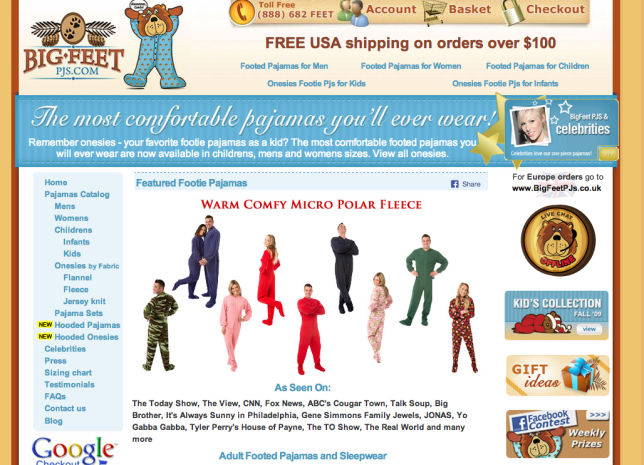 Toll Free
(888) 682 FEET
Account
Basket
Checkout
BIG FEET
PJS.COM
FREE USA shipping on orders over $100
Footed Pajamas for Men
Footed Pajamas for Women
Footed Pajamas for Children
Onesies Footie Pjs for Kids
Onesies Footie Pjs for Infants
The most comfortable pajamas you'll ever wear!
Remember onesies - your favorite footie pajamas as a kid? The most comfortable footed pajamas you
will ever wear are now available in childrens, mens and womens sizes. View all onesies.
BigFeet PJS &
celebrities
Celebrities love our one piece pajamas!
Home
Pajamas Catalog
Mens
Womens
Childrens
Infants
Kids
Onesies by Fabric
Flannel
Fleece
Jersey knit
Pajama Sets
NEW Hooded Pajamas
NEW Hooded Onesies
Celebrities
Press
Sizing chart
Testimonials
FAQs
Contact us
Blog
Google
Checkout
Featured Footie Pajamas
Share
WARM COMFY MICRO POLAR FLEECE
As Seen On:
The Today Show, The View, CNN, Fox News, ABC's Cougar Town, Talk Soup, Big
Brother, It's Always Sunny in Philadelphia, Gene Simmons Family Jewels, JONAS, Yo
Gabba Gabba, Tyler Perry's House of Payne, The TO Show, The Real World and many
more
Adult Footed Pajamas and Sleepwear
For Europe orders go to
www.BigFeetPJs.co.uk
LIVE CHAT
OFFLINE
KID'S COLLECTION
FALL '09
view
GIFT
ideas
Facebook
Contest
>>>
Weekly
Prizes